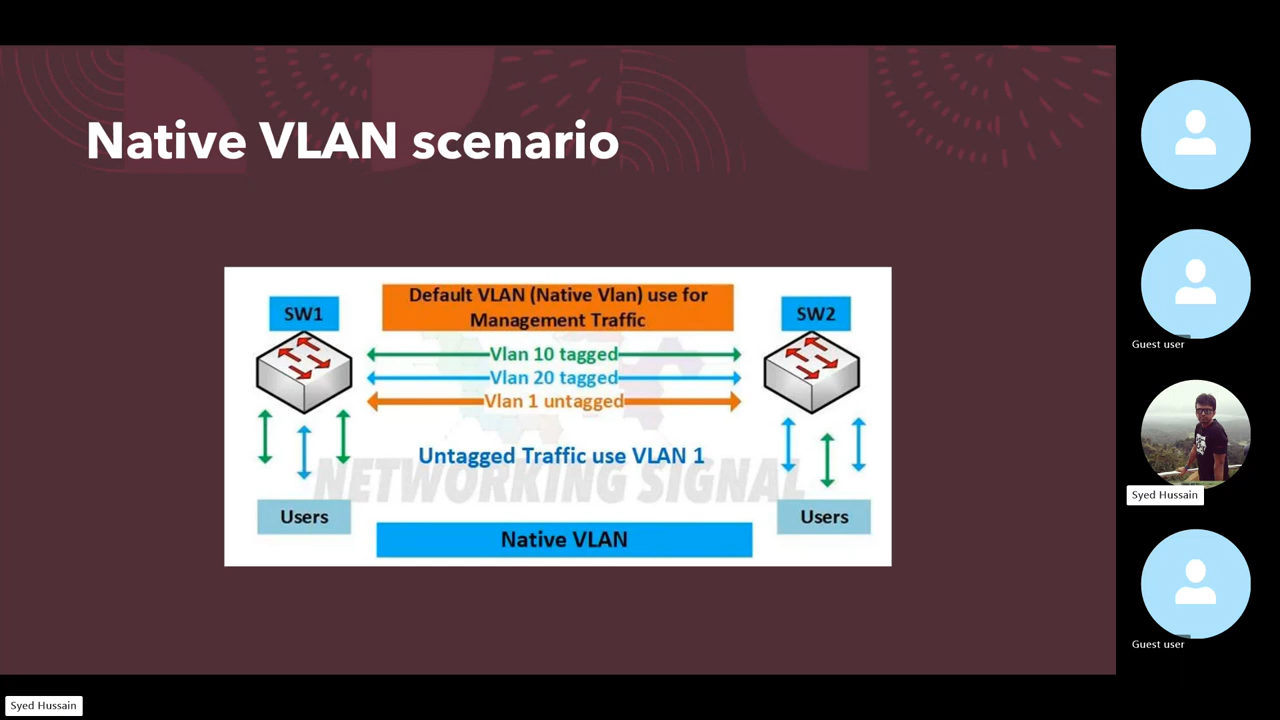 Native VLAN scenario
Default VLAN (Native Vlan) use for
Management Traffic
SW1
SW2
Vlan 10 tagged
Vlan 20 tagged
Vlan 1 untagged
Untagged Traffic use VLAN 1
NETWORKING SIGNAL
Users
Users
Native VLAN
Guest user
Syed Hussain
Guest user
Syed Hussain